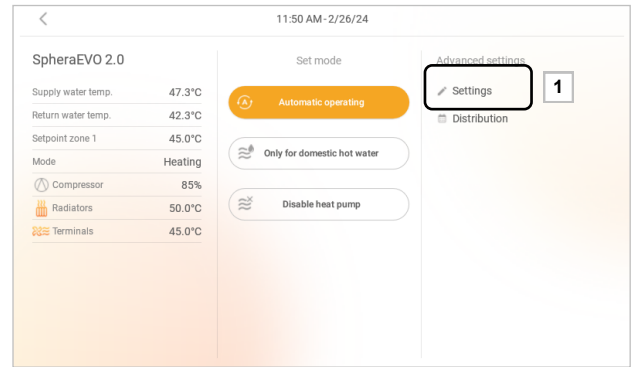 11:50 AM-2/26/24
SpheraEVO 2.0
Supply water temp. 47.3°C
Return water temp. 42.3°C
Setpoint zone 1 45.0°C
Mode Heating
Compressor 85%
Radiators 50.0°C
Terminals 45.0°C
Set mode
A Automatic operating
Only for domestic hot water
Disable heat pump
Advanced settings
Settings
1
Distribution